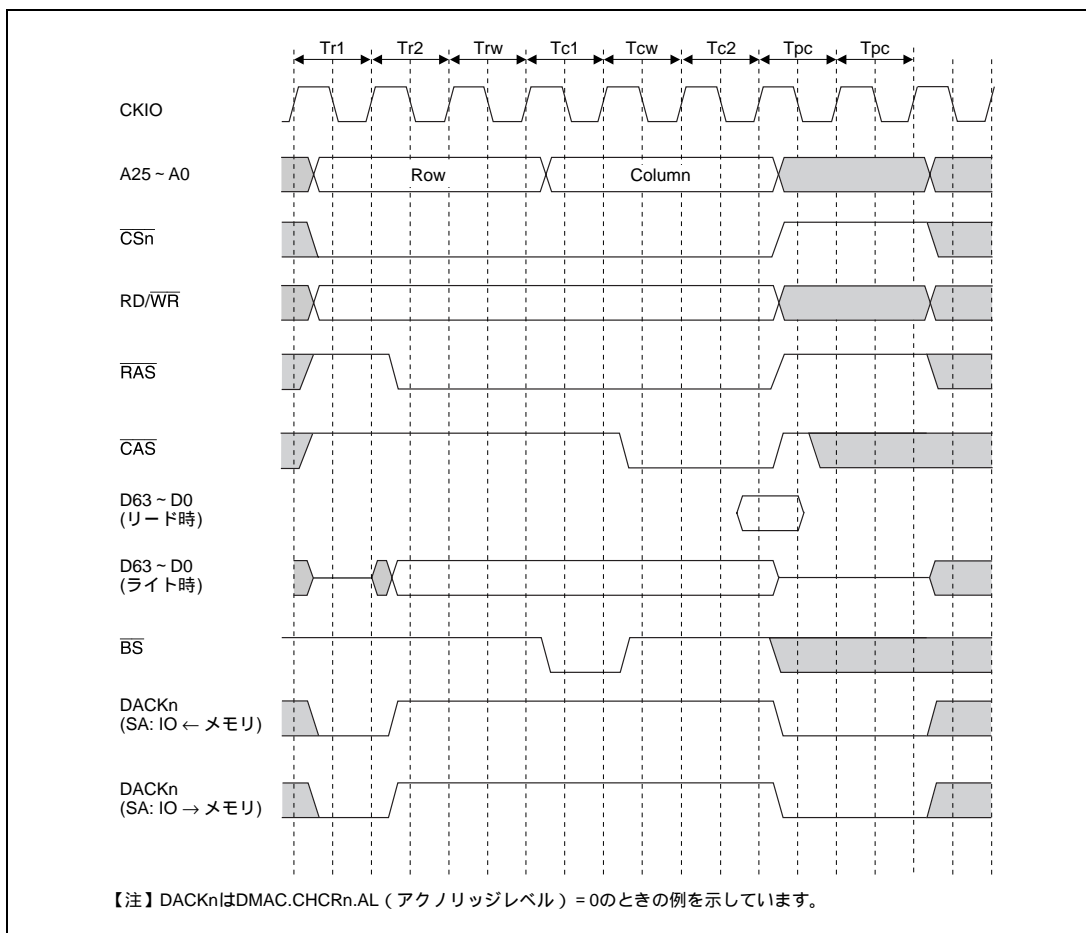 Tr1 Tr2 Trw Tc1 Tcw Tc2 Tpc Tpc
CKIO
A25 ~ A0 Row Column
CSn
RD/WR
RAS
CAS
D63 ~ D0
(リード時)
D63 ~ D0
(ライト時)
BS
DACKn
(SA: IO ← メモリ)
DACKn
(SA: IO → メモリ)
【注】DACKnはDMAC.CHCRn.AL(アクノリッジレベル)= 0のときの例を示しています。